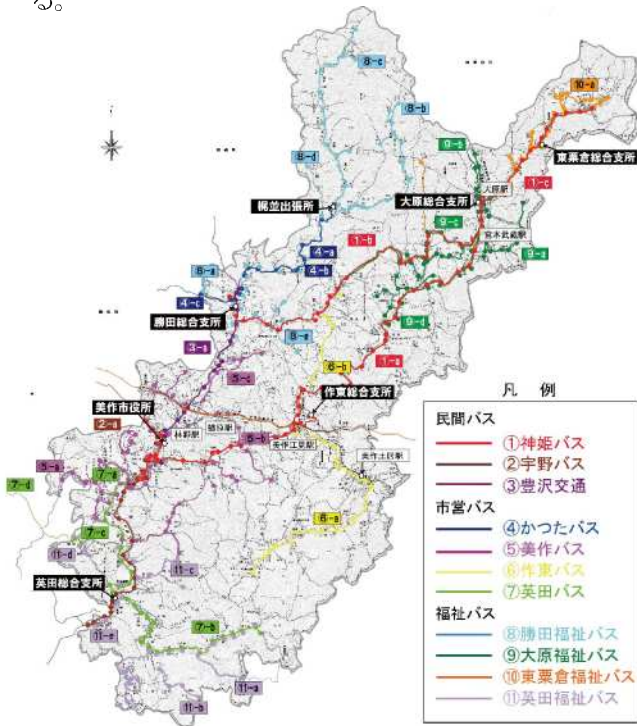 る。
⑧-c
⑩-a
⑧-b
⑨-b
東粟倉総合支所
⑧-d
大原駅
大原総合支所
①-c
梶並出張所
⑨-c
宮本武蔵駅
①-b
④-a
⑨-a
④-b
⑧-a
④-c
勝田総合支所
⑨-d
⑧-a
③-a
①-a
⑥-b
⑤-c
作東総合支所
美作市役所
②-a
林野駅
楢原駅
⑤-b
美作江見駅
美作土居駅
⑤-a
⑦-a
⑦-d
⑥-a
⑦-c
⑪-d
⑪-c
英田総合支所
⑦-b
⑪-e
⑪-a
⑪-b
凡 例
民間バス
①神姫バス
②宇野バス
③豊沢交通
市営バス
④かつたバス
⑤美作バス
⑥作東バス
⑦英田バス
福祉バス
⑧勝田福祉バス
⑨大原福祉バス
⑩東粟倉福祉バス
⑪英田福祉バス